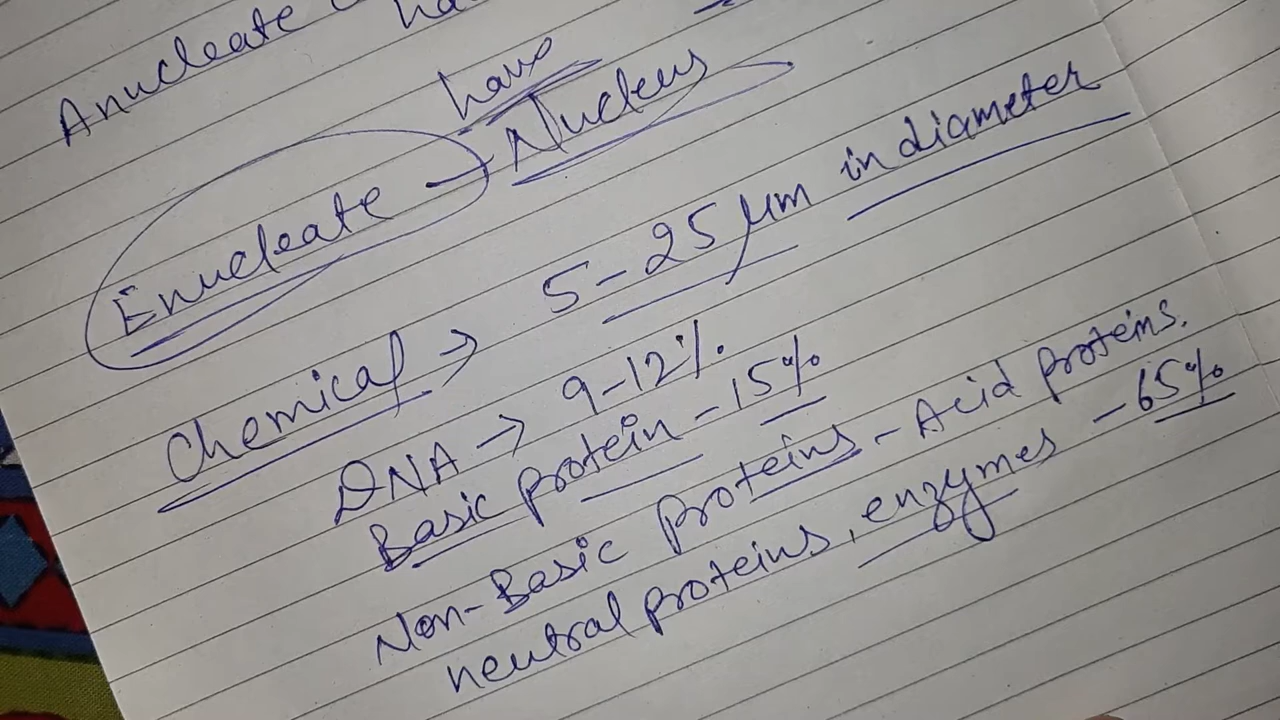 Anucleate
have
Enucleate → Nucleus
Chemical → 5-25 μm in diameter
DNA → 9-12%.
Basic protein - 15%
Non-Basic Proteins - Acid Proteins.
neutral proteins, enzymes - 65%